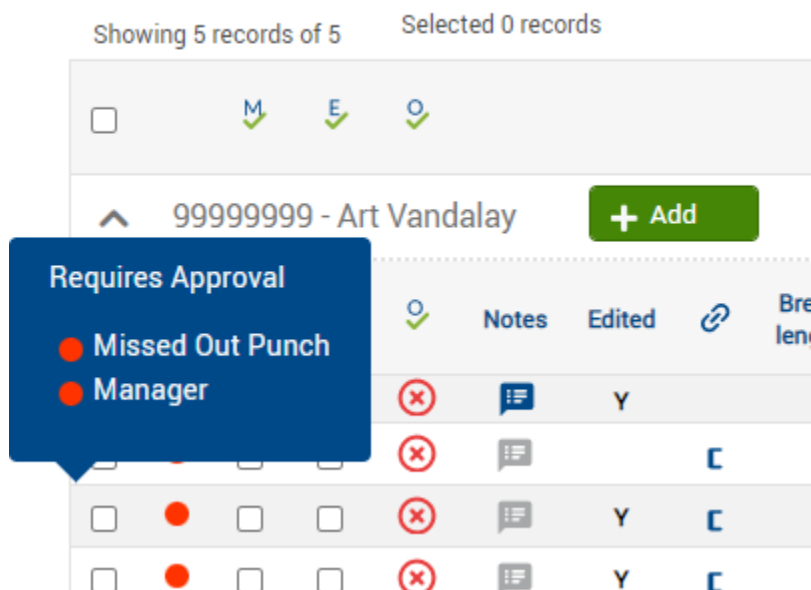 Showing 5 records of 5
Selected 0 records
M E O
99999999 - Art Vandalay
+ Add
Requires Approval
Missed Out Punch
Manager
O Notes Edited
Y
Y
Y